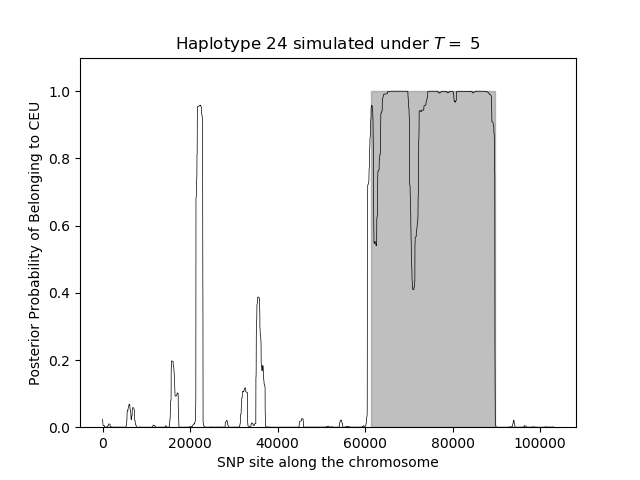 Haplotype 24 simulated under T = 5
Posterior Probability of Belonging to CEU
1.0
0.8
0.6
0.4
0.2
0.0
0 20000 40000 60000 80000 100000
SNP site along the chromosome